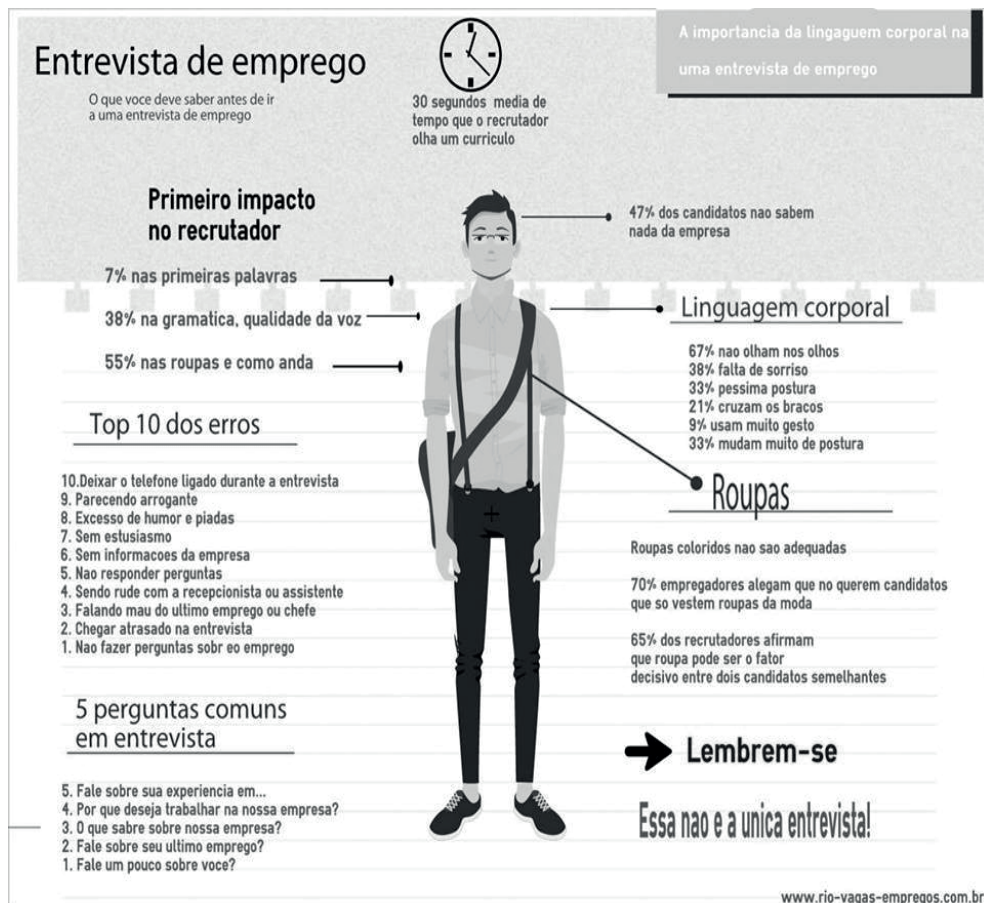 Entrevista de emprego
O que voce deve saber antes de ir
a uma entrevista de emprego
30 segundos media de
tempo que o recrutador
olha um curriculo
A importancia da lingaguem corporal na
uma entrevista de emprego
Primeiro impacto
no recrutador
7% nas primeiras palavras
38% na gramatica, qualidade da voz
55% nas roupas e como anda
47% dos candidatos nao sabem
nada da empresa
Linguagem corporal
67% nao olham nos olhos
38% falta de sorriso
33% pessima postura
21% cruzam os bracos
9% usam muito gesto
33% mudam muito de postura
Top 10 dos erros
10.Deixar o telefone ligado durante a entrevista
9. Parecendo arrogante
8. Excesso de humor e piadas
7. Sem estusiasmo
6. Sem informacoes da empresa
5. Nao responder perguntas
4. Sendo rude com a recepcionista ou assistente
3. Falando mau do ultimo emprego ou chefe
2. Chegar atrasado na entrevista
1. Nao fazer perguntas sobr eo emprego
Roupas
Roupas coloridos nao sao adequadas
70% empregadores alegam que no querem candidatos
que so vestem roupas da moda
65% dos recrutadores afirmam
que roupa pode ser o fator
decisivo entre dois candidatos semelhantes
5 perguntas comuns
em entrevista
5. Fale sobre sua experiencia em...
4. Por que deseja trabalhar na nossa empresa?
3. O que sabre sobre nossa empresa?
2. Fale sobre seu ultimo emprego?
1. Fale um pouco sobre voce?
Lembrem-se
Essa nao e a unica entrevista!
www.rio-vagas-empregos.com.br